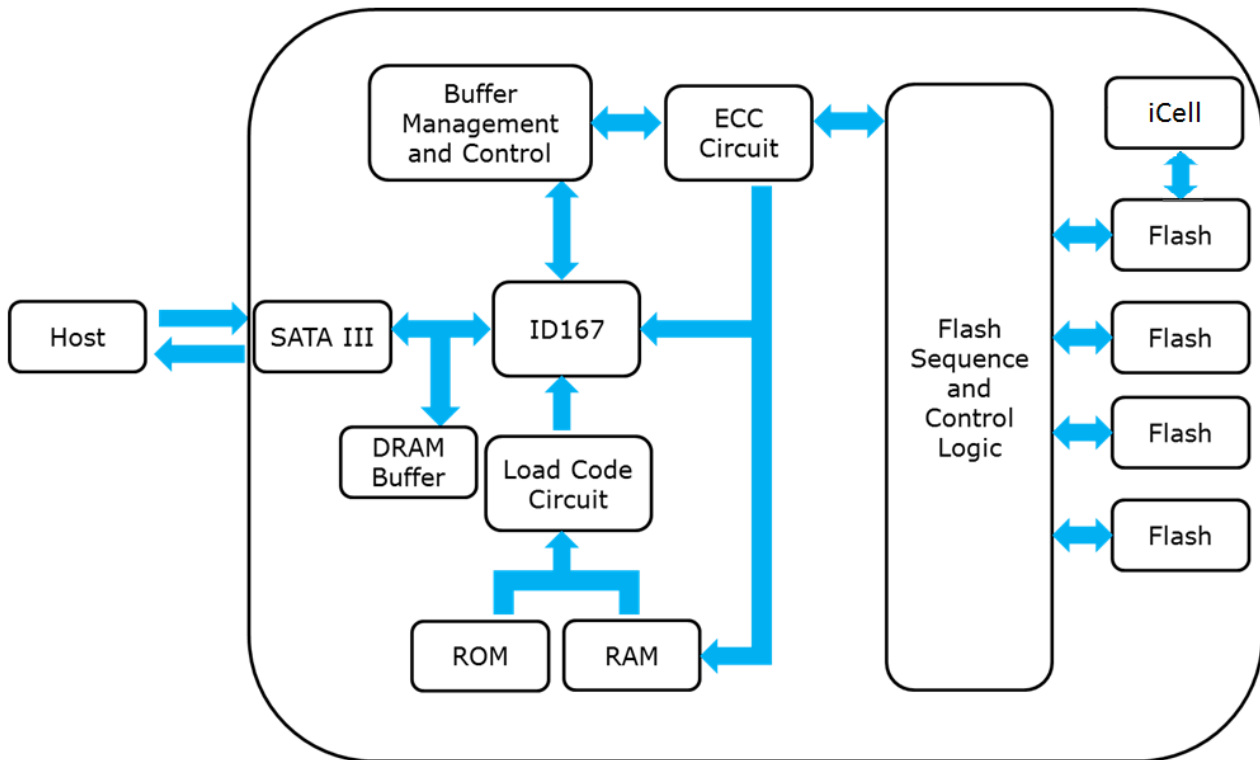 Buffer
Management
and Control
ECC
Circuit
iCell
Flash
Host
SATA III
ID167
Flash
Sequence
and
Control
Logic
Flash
DRAM
Buffer
Load Code
Circuit
Flash
Flash
ROM
RAM